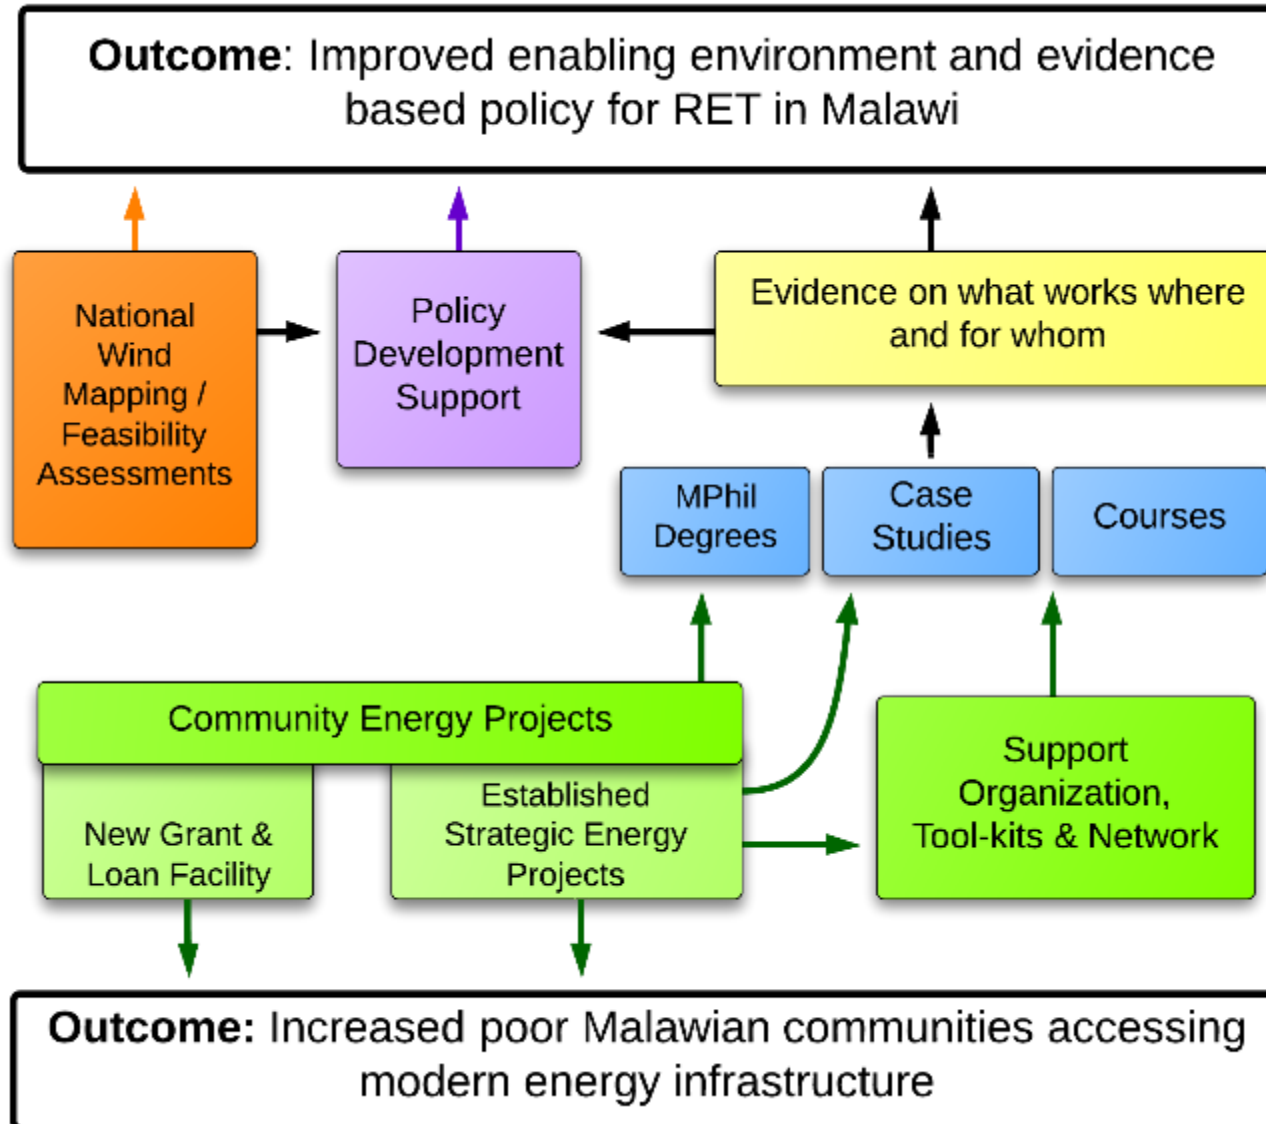 Outcome: Improved enabling environment and evidence
based policy for RET in Malawi
National
Wind
Mapping /
Feasibility
Assessments
Policy
Development
Support
Evidence on what works where
and for whom
MPhil
Degrees
Case
Studies
Courses
Community Energy Projects
New Grant &
Loan Facility
Established
Strategic Energy
Projects
Support
Organization,
Tool-kits & Network
Outcome: Increased poor Malawian communities accessing
modern energy infrastructure